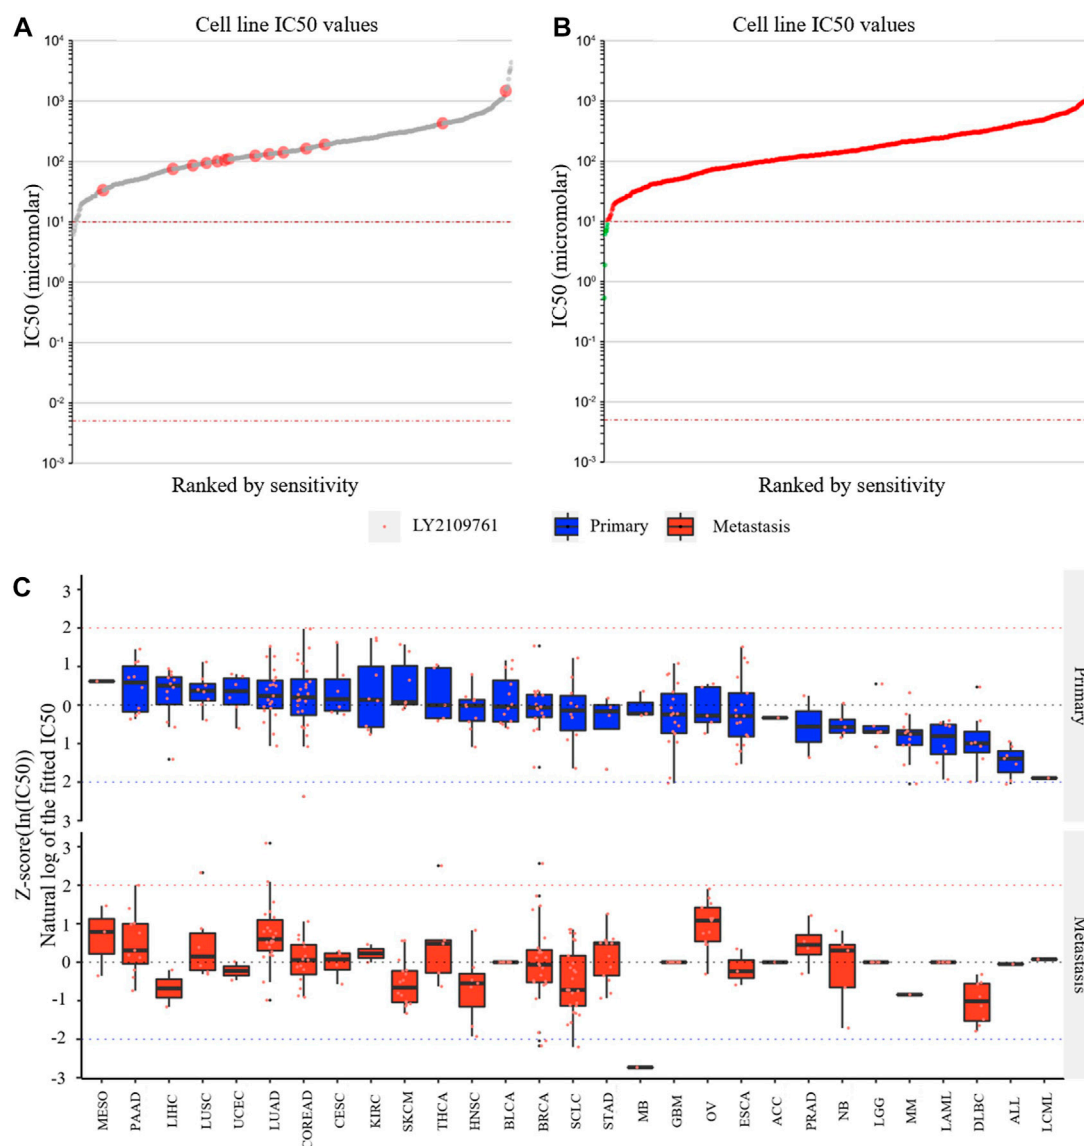 A
Cell line IC50 values
10⁴
10³
10²
10¹
10⁰
10⁻¹
10⁻²
10⁻³
IC50 (micromolar)
Ranked by sensitivity
B
Cell line IC50 values
10⁴
10³
10²
10¹
10⁰
10⁻¹
10⁻²
10⁻³
IC50 (micromolar)
Ranked by sensitivity
LY2109761
Primary
Metastasis
C
Z-score(ln(IC50))
Natural log of the fitted IC50
3
2
1
0
1
2
3
Primary
3
2
1
0
-1
-2
-3
Metastasis
MESO
PAAD
LIHC
LUSC
UCEC
LUAD
COREAD
CESC
KIRC
SKCM
THCA
HNSC
BLCA
BRCA
SCLC
STAD
MB
GBM
OV
ESCA
ACC
PRAD
NB
LGG
MM
LAML
DLBC
ALL
LCML